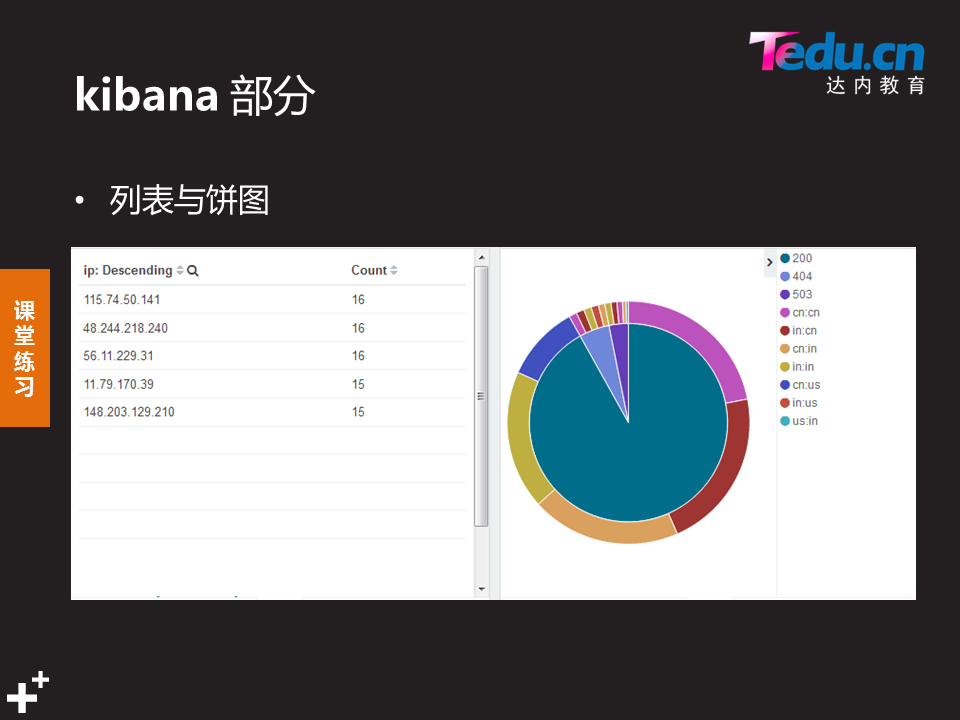 Tedu.cn
达内教育
kibana 部分
• 列表与饼图
课堂练习
ip: Descending Count
115.74.50.141 16
48.244.218.240 16
56.11.229.31 16
11.79.170.39 15
148.203.129.210 15
200
404
503
cn:cn
in:cn
cn:in
in:in
cn:us
in:us
us:in